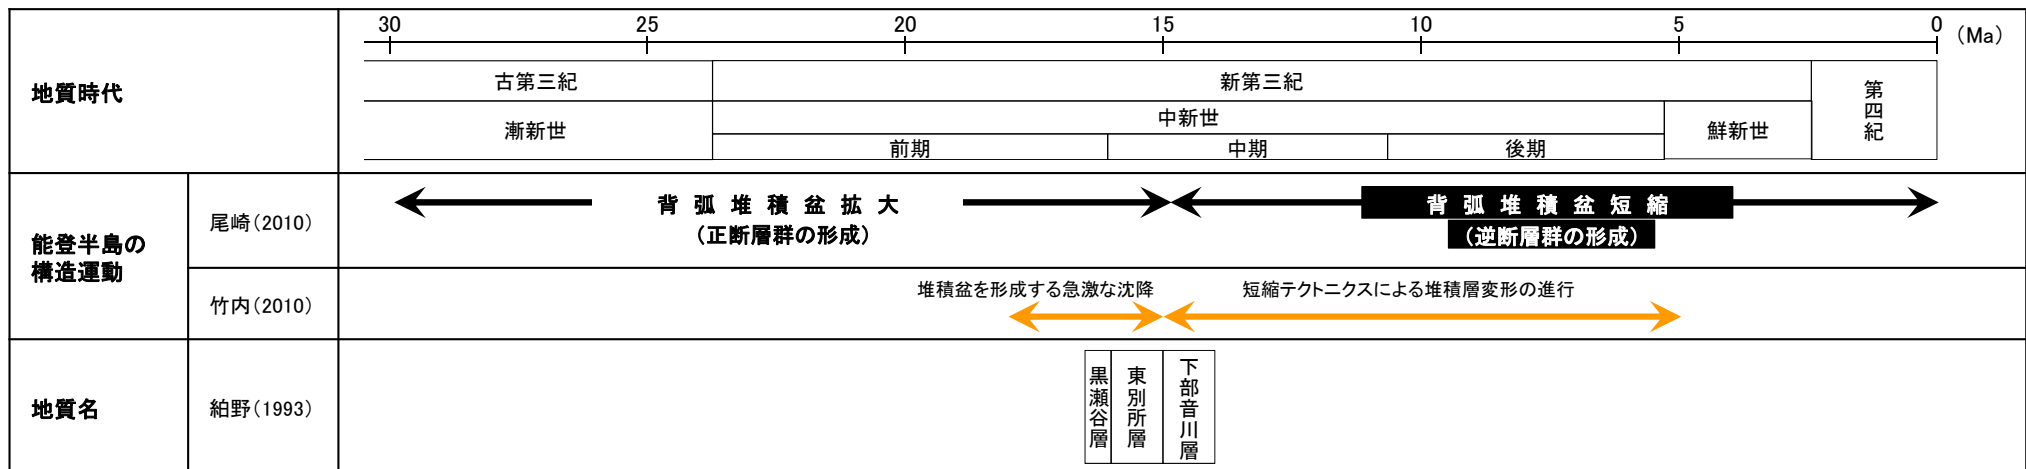 30 25 20 15 10 5 0 (Ma)
地質時代
古第三紀 新第三紀 第四紀
漸新世 中新世 鮮新世
前期 中期 後期
能登半島の
構造運動
尾崎(2010)
背弧堆積盆拡大 背弧堆積盆短縮
(正断層群の形成) (逆断層群の形成)
竹内(2010)
堆積盆を形成する急激な沈降 短縮テクトニクスによる堆積層変形の進行
地質名
絈野(1993)
黒瀬谷層
東別所層
下部音川層